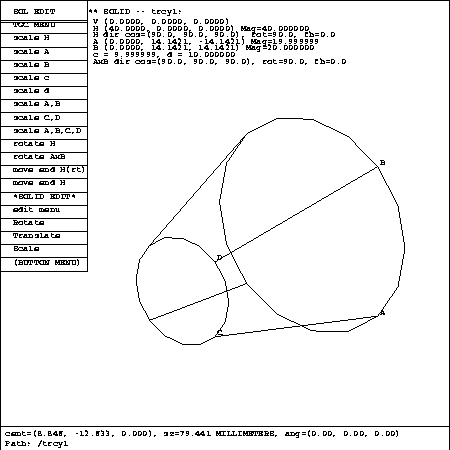 SOL EDIT
TGC MENU
scale H
scale A
scale B
scale c
scale d
scale A,B
scale C,D
scale A,B,C,D
rotate H
rotate AxB
move end H(rt)
move end H
*SOLID EDIT*
edit menu
Rotate
Translate
Scale
(BUTTON MENU)
** SOLID -- trcyl:
V (0.0000, 0.0000, 0.0000)
H (40.0000, 0.0000, 0.0000) Mag=40.000000
H dir cos=(90.0, 90.0, 90.0), rot=90.0, fb=0.0
A (0.0000, 14.1421, -14.1421) Mag=19.999999
B (0.0000, 14.1421, 14.1421) Mag=20.000000
c = 9.999999, d = 10.000000
AxB dir cos=(90.0, 90.0, 90.0), rot=90.0, fb=0.0
B
D
A
C
cent=(8.848, -12.833, 0.000), sz=79.441 MILLIMETERS, ang=(0.00, 0.00, 0.00)
Path: /trcyl